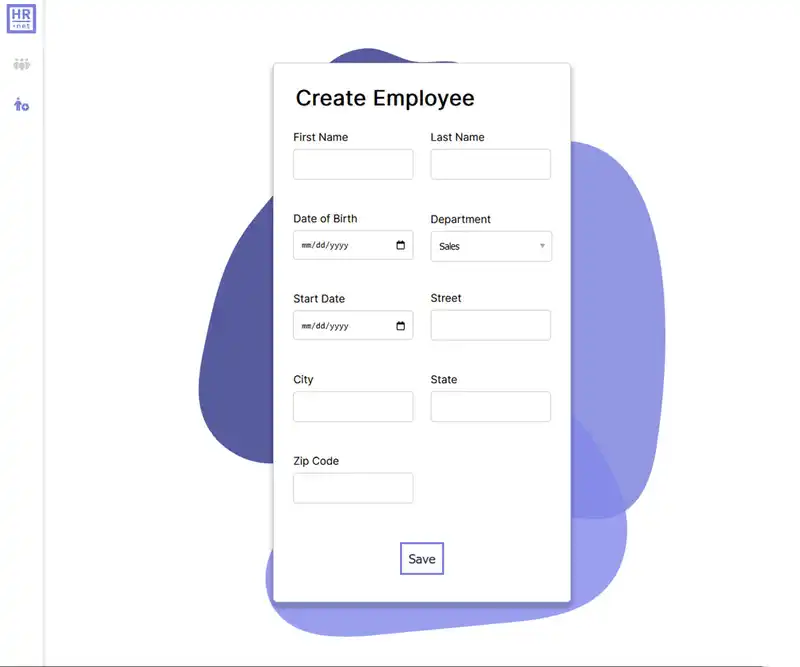 HR
.net
Create Employee
First Name
Last Name
Date of Birth
Department
mm/dd/yyyy
Sales
Start Date
Street
mm/dd/yyyy
City
State
Zip Code
Save